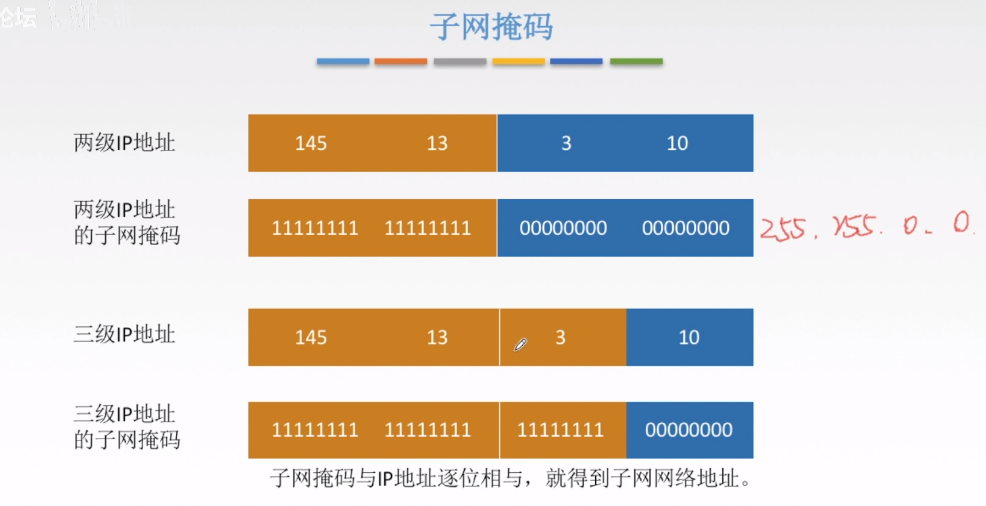 论坛
子网掩码
两级IP地址
145 13 3 10
两级IP地址
的子网掩码
11111111 11111111 00000000 00000000
255.255.0.0.
三级IP地址
145 13 3 10
三级IP地址
的子网掩码
11111111 11111111 11111111 00000000
子网掩码与IP地址逐位相与，就得到子网网络地址。